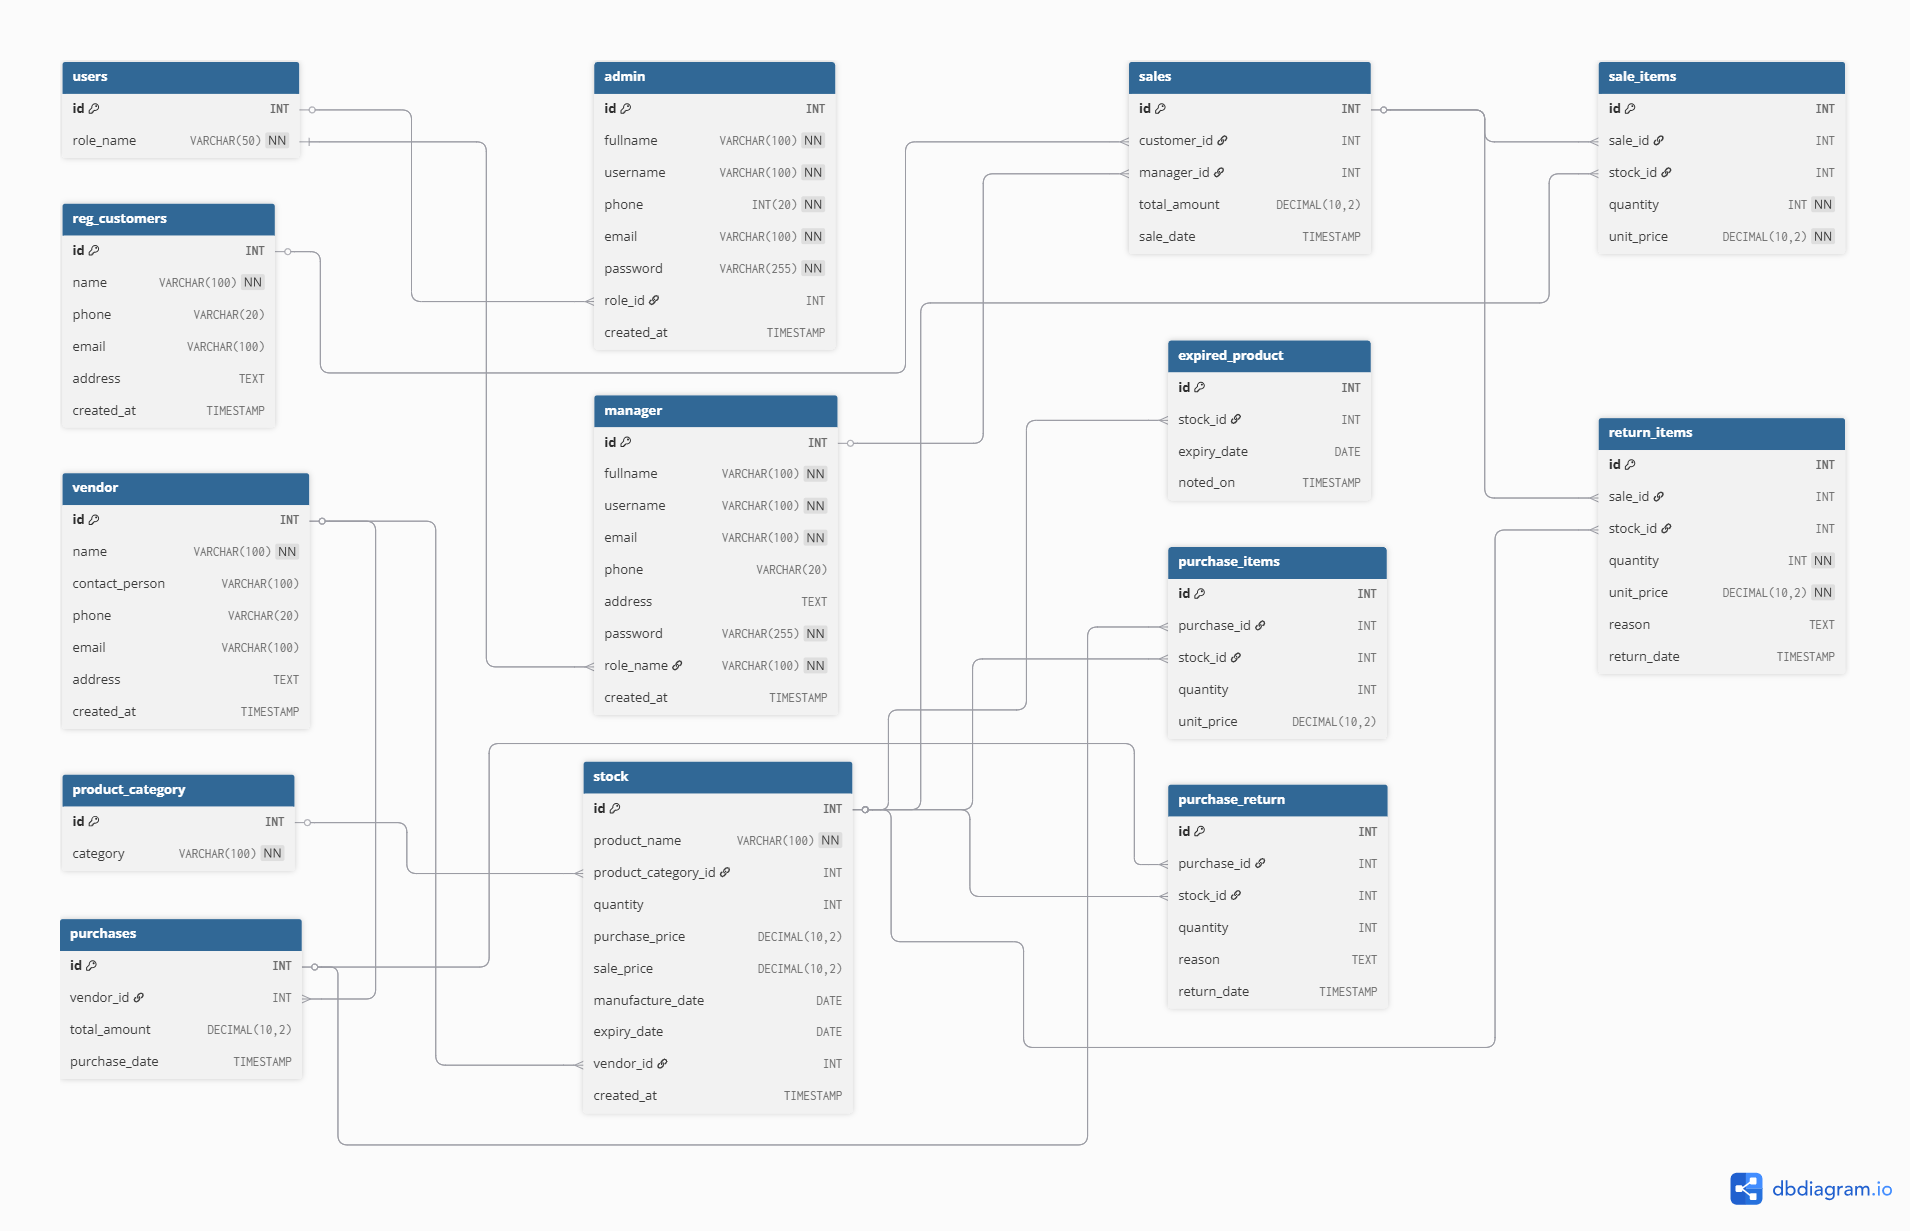 users
id INT
role_name VARCHAR(50) NN
reg_customers
id INT
name VARCHAR(100) NN
phone VARCHAR(20)
email VARCHAR(100)
address TEXT
created_at TIMESTAMP
vendor
id INT
name VARCHAR(100) NN
contact_person VARCHAR(100)
phone VARCHAR(20)
email VARCHAR(100)
address TEXT
created_at TIMESTAMP
product_category
id INT
category VARCHAR(100) NN
purchases
id INT
vendor_id INT
total_amount DECIMAL(10,2)
purchase_date TIMESTAMP
admin
id INT
fullname VARCHAR(100) NN
username VARCHAR(100) NN
phone INT(20) NN
email VARCHAR(100) NN
password VARCHAR(255) NN
role_id INT
created_at TIMESTAMP
manager
id INT
fullname VARCHAR(100) NN
username VARCHAR(100) NN
email VARCHAR(100) NN
phone VARCHAR(20)
address TEXT
password VARCHAR(255) NN
role_name VARCHAR(100) NN
created_at TIMESTAMP
stock
id INT
product_name VARCHAR(100) NN
product_category_id INT
quantity INT
purchase_price DECIMAL(10,2)
sale_price DECIMAL(10,2)
manufacture_date DATE
expiry_date DATE
vendor_id INT
created_at TIMESTAMP
sales
id INT
customer_id INT
manager_id INT
total_amount DECIMAL(10,2)
sale_date TIMESTAMP
expired_product
id INT
stock_id INT
expiry_date DATE
noted_on TIMESTAMP
purchase_items
id INT
purchase_id INT
stock_id INT
quantity INT
unit_price DECIMAL(10,2)
purchase_return
id INT
purchase_id INT
stock_id INT
quantity INT
reason TEXT
return_date TIMESTAMP
sale_items
id INT
sale_id INT
stock_id INT
quantity INT NN
unit_price DECIMAL(10,2) NN
return_items
id INT
sale_id INT
stock_id INT
quantity INT NN
unit_price DECIMAL(10,2) NN
reason TEXT
return_date TIMESTAMP
dbdiagram.io